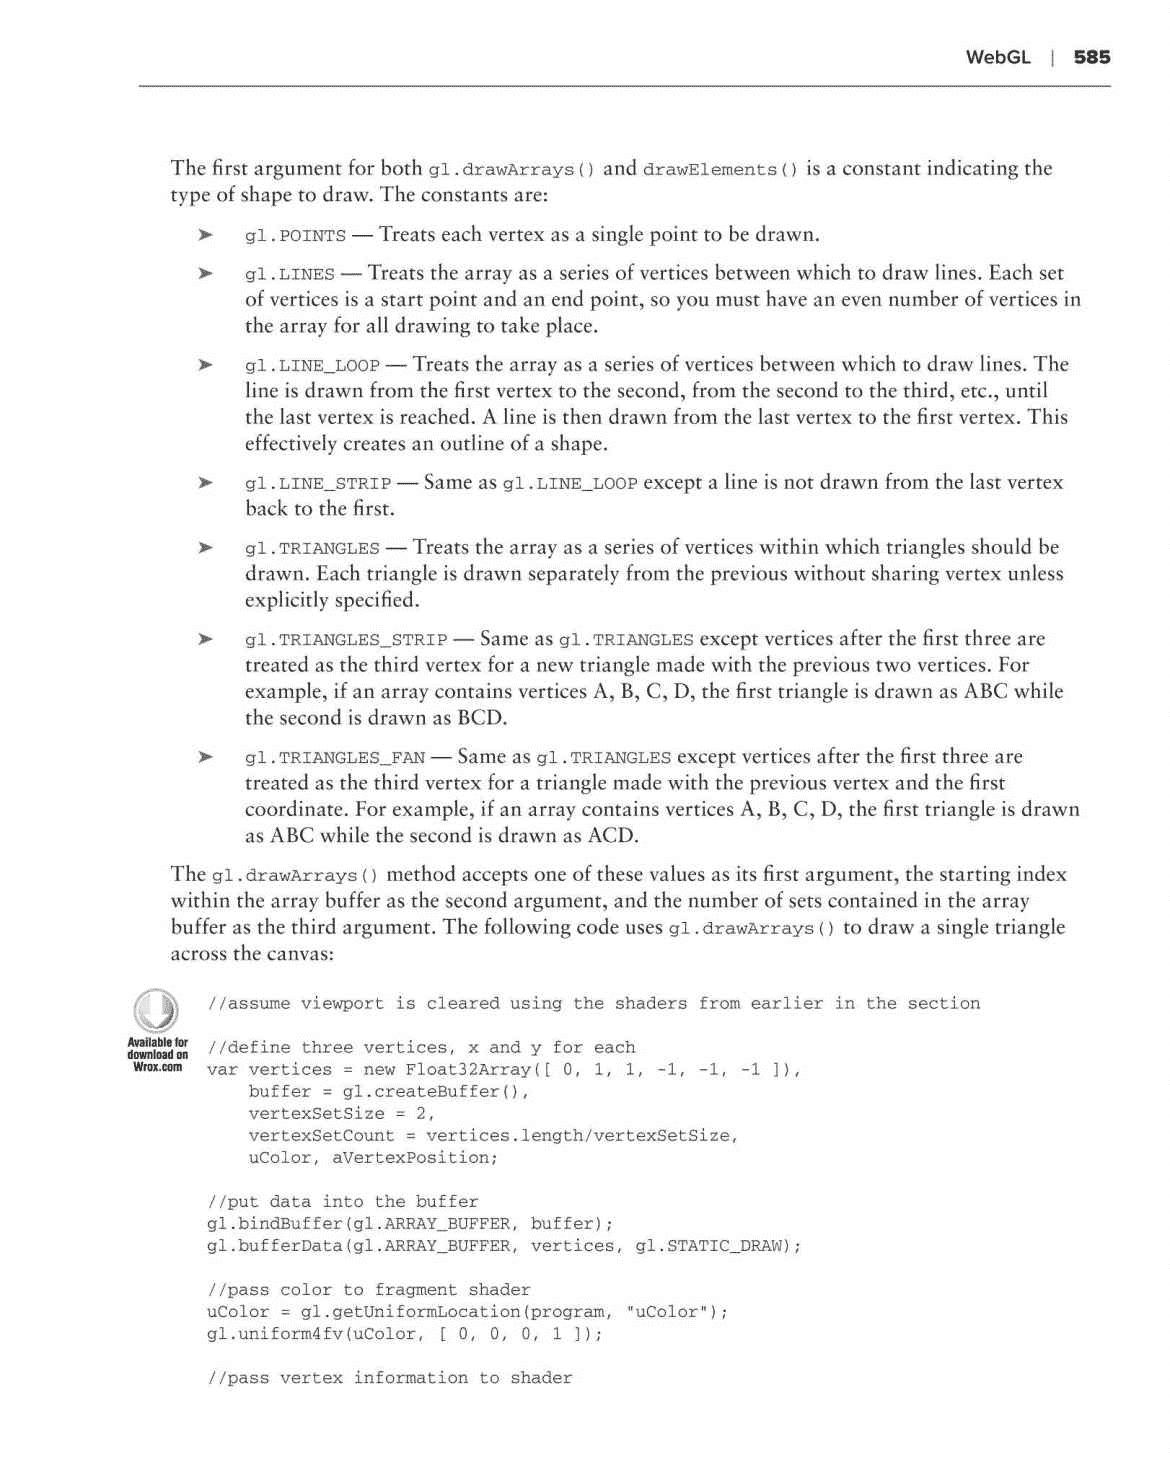 WebGL | 585
The first argument for both gl.drawArrays() and drawElements() is a constant indicating the
type of shape to draw. The constants are:
➤ gl.POINTS — Treats each vertex as a single point to be drawn.
➤ gl.LINES — Treats the array as a series of vertices between which to draw lines. Each set
of vertices is a start point and an end point, so you must have an even number of vertices in
the array for all drawing to take place.
➤ gl.LINE_LOOP — Treats the array as a series of vertices between which to draw lines. The
line is drawn from the first vertex to the second, from the second to the third, etc., until
the last vertex is reached. A line is then drawn from the last vertex to the first vertex. This
effectively creates an outline of a shape.
➤ gl.LINE_STRIP — Same as gl.LINE_LOOP except a line is not drawn from the last vertex
back to the first.
➤ gl.TRIANGLES — Treats the array as a series of vertices within which triangles should be
drawn. Each triangle is drawn separately from the previous without sharing vertex unless
explicitly specified.
➤ gl.TRIANGLES_STRIP — Same as gl.TRIANGLES except vertices after the first three are
treated as the third vertex for a new triangle made with the previous two vertices. For
example, if an array contains vertices A, B, C, D, the first triangle is drawn as ABC while
the second is drawn as BCD.
➤ gl.TRIANGLES_FAN — Same as gl.TRIANGLES except vertices after the first three are
treated as the third vertex for a triangle made with the previous vertex and the first
coordinate. For example, if an array contains vertices A, B, C, D, the first triangle is drawn
as ABC while the second is drawn as ACD.
The gl.drawArrays() method accepts one of these values as its first argument, the starting index
within the array buffer as the second argument, and the number of sets contained in the array
buffer as the third argument. The following code uses gl.drawArrays() to draw a single triangle
across the canvas:
Available for
download on
Wrox.com
//assume viewport is cleared using the shaders from earlier in the section
//define three vertices, x and y for each
var vertices = new Float32Array([ 0, 1, 1, -1, -1, -1 ]),
buffer = gl.createBuffer(),
vertexSetSize = 2,
vertexSetCount = vertices.length/vertexSetSize,
uColor, aVertexPosition;
//put data into the buffer
gl.bindBuffer(gl.ARRAY_BUFFER, buffer);
gl.bufferData(gl.ARRAY_BUFFER, vertices, gl.STATIC_DRAW);
//pass color to fragment shader
uColor = gl.getUniformLocation(program, "uColor");
gl.uniform4fv(uColor, [ 0, 0, 0, 1 ]);
//pass vertex information to shader